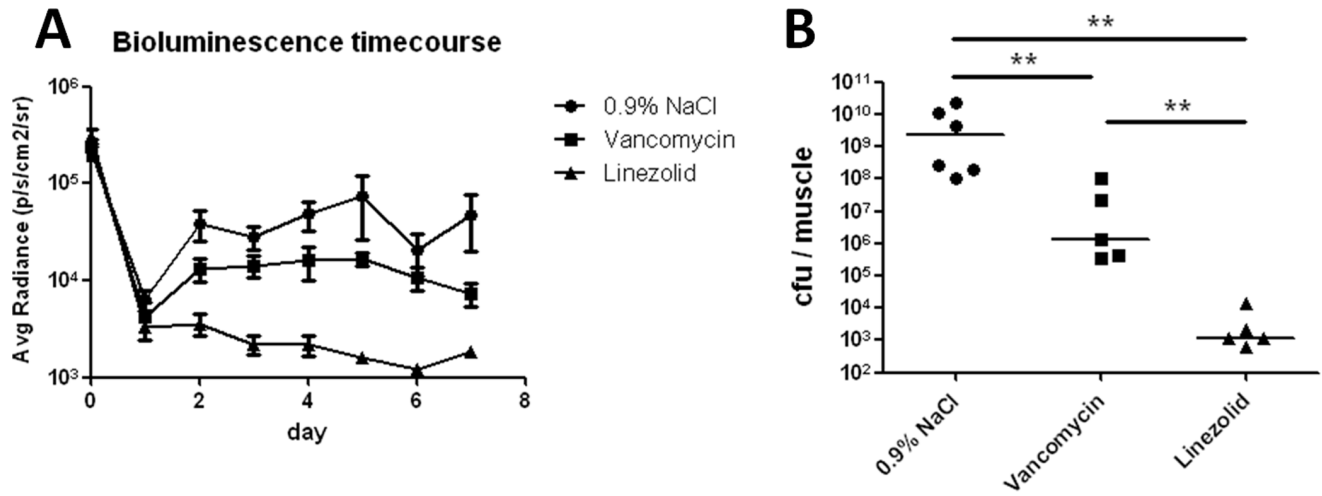 A
Bioluminescence timecourse
Avg Radiance (p/s/cm2/sr)
10⁶
10⁵
10⁴
10³
0
2
4
6
8
day
0.9% NaCl
Vancomycin
Linezolid
B
**
**
**
cfu / muscle
10¹¹
10¹⁰
10⁹
10⁸
10⁷
10⁶
10⁵
10⁴
10³
10²
0.9% NaCl
Vancomycin
Linezolid